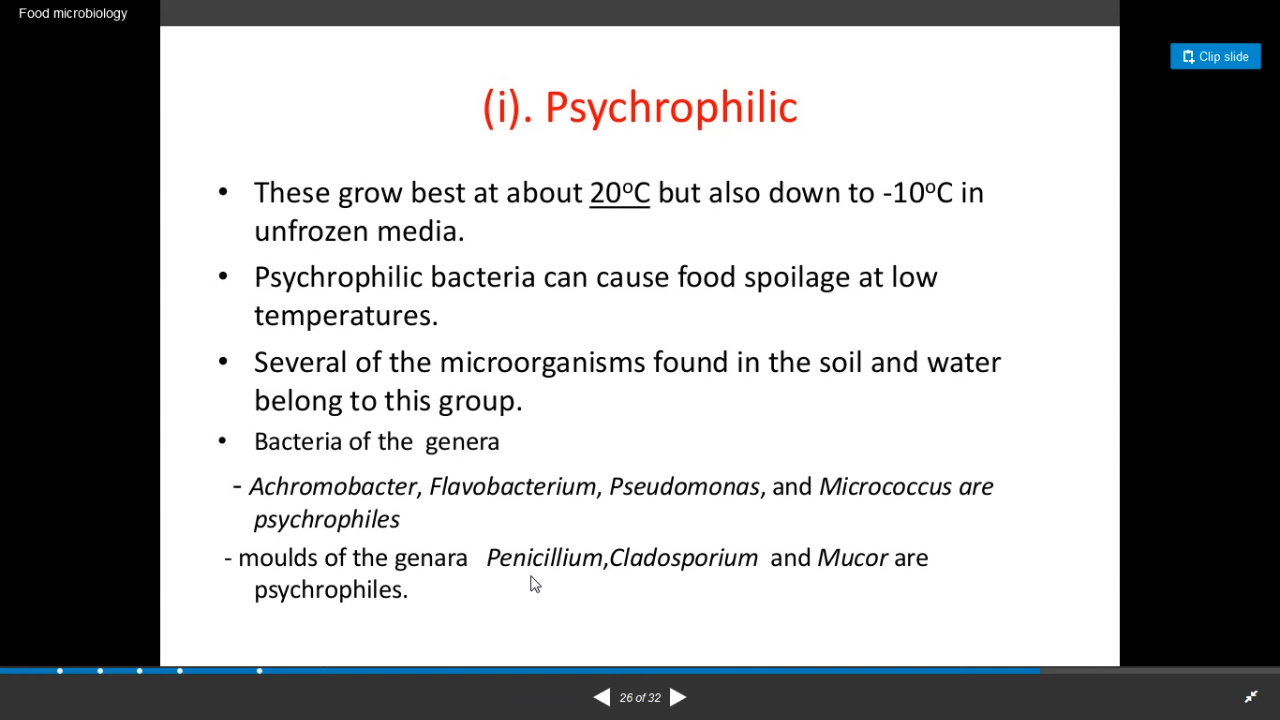 Food microbiology
Clip slide
(i). Psychrophilic
• These grow best at about 20ºC but also down to -10ºC in
unfrozen media.
• Psychrophilic bacteria can cause food spoilage at low
temperatures.
• Several of the microorganisms found in the soil and water
belong to this group.
• Bacteria of the genera
- Achromobacter, Flavobacterium, Pseudomonas, and Micrococcus are
psychrophiles
- moulds of the genara Penicillium,Cladosporium and Mucor are
psychrophiles.
26 of 32